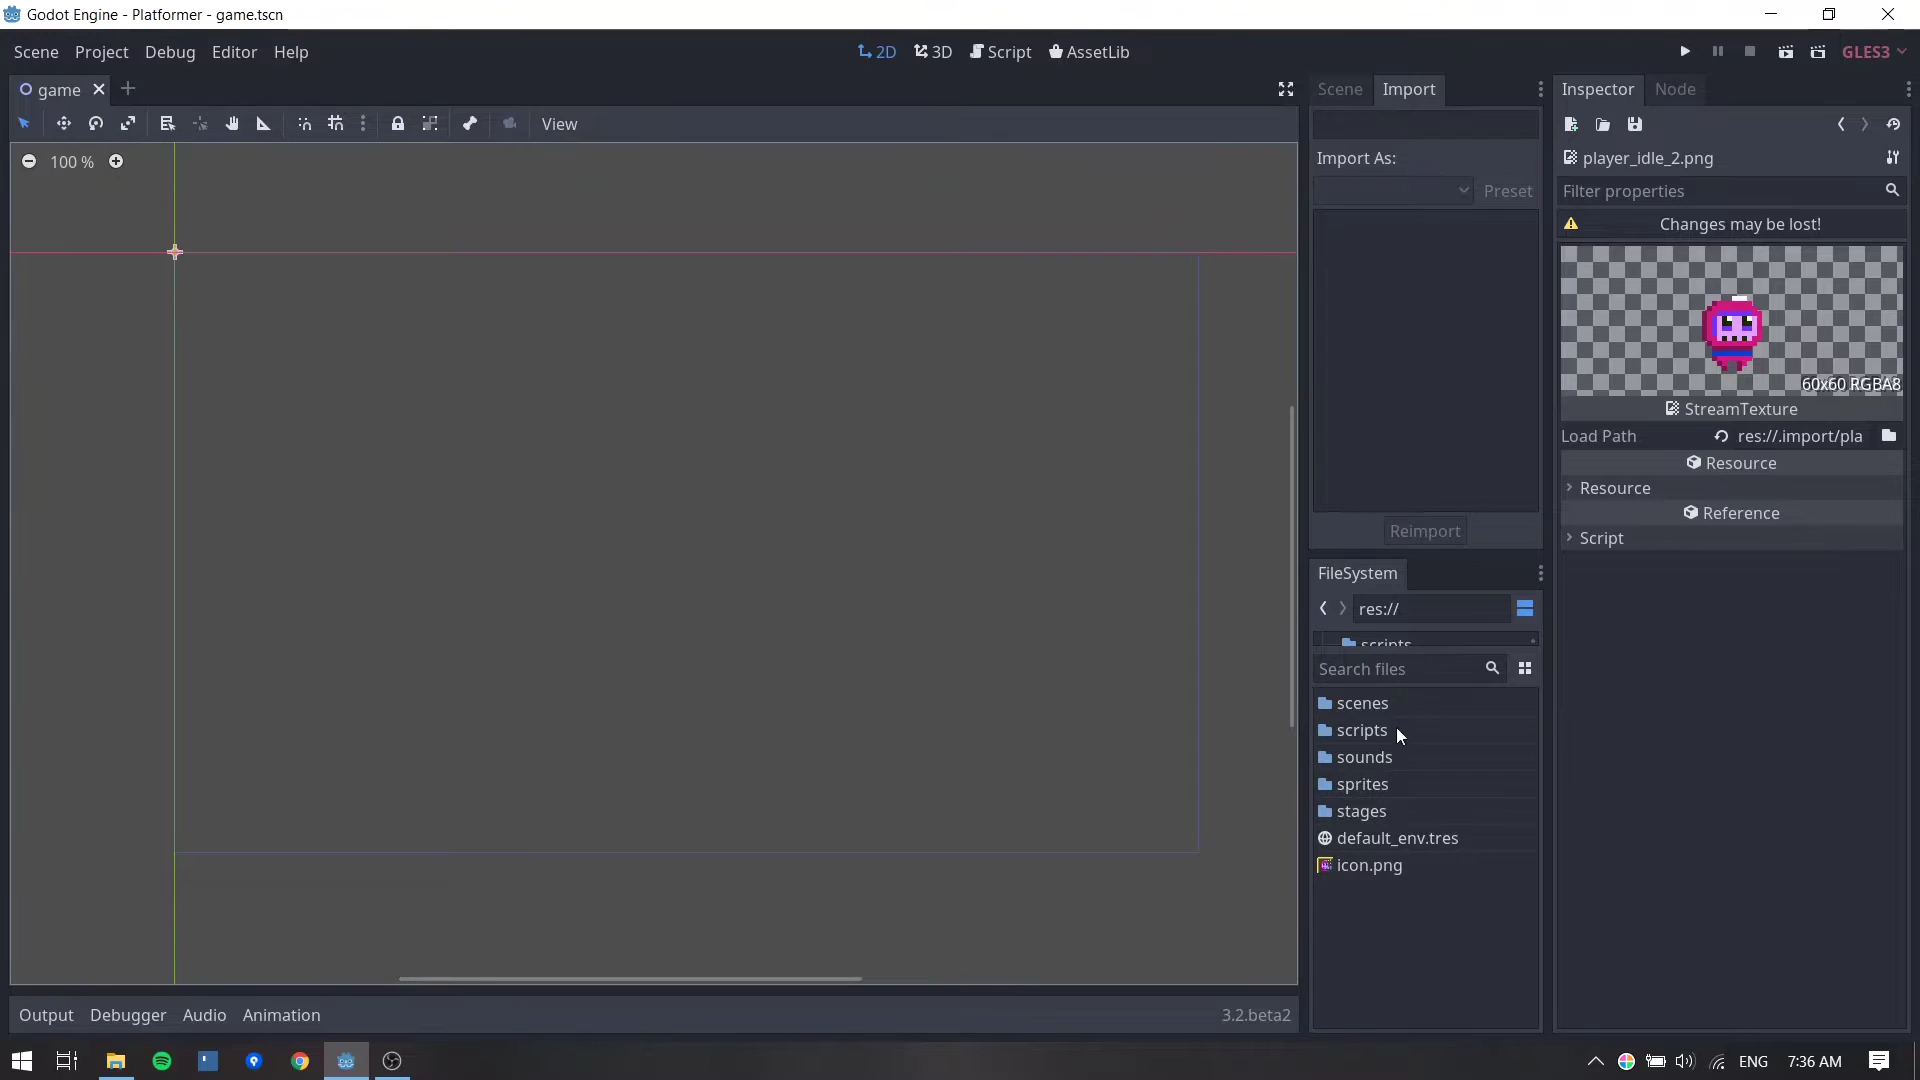 Godot Engine - Platformer - game.tscn
Scene Project Debug Editor Help
2D 3D Script AssetLib
GLES3
game
View
100 %
Scene Import
Import As:
Preset
Reimport
FileSystem
res://
scripts
Search files
scenes
scripts
sounds
sprites
stages
default_env.tres
icon.png
Inspector Node
player_idle_2.png
Filter properties
Changes may be lost!
60x60 RGBA8
StreamTexture
Load Path res://.import/pla
Resource
Resource
Reference
Script
Output Debugger Audio Animation
3.2.beta2
ENG 7:36 AM